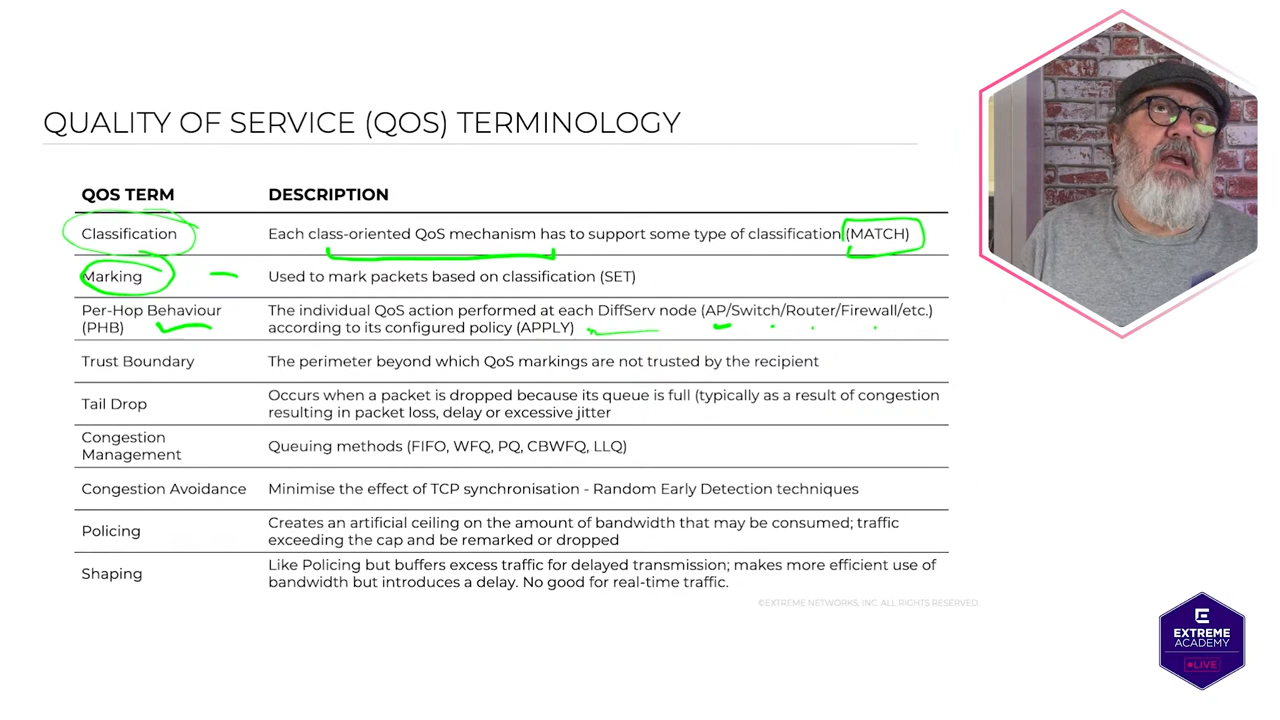 QUALITY OF SERVICE (QOS) TERMINOLOGY
QOS TERM DESCRIPTION
Classification Each class-oriented QoS mechanism has to support some type of classification (MATCH)
Marking Used to mark packets based on classification (SET)
Per-Hop Behaviour The individual QoS action performed at each DiffServ node (AP/Switch/Router/Firewall/etc.)
(PHB) according to its configured policy (APPLY)
Trust Boundary The perimeter beyond which QoS markings are not trusted by the recipient
Tail Drop Occurs when a packet is dropped because its queue is full (typically as a result of congestion
resulting in packet loss, delay or excessive jitter
Congestion
Management Queuing methods (FIFO, WFQ, PQ, CBWFQ, LLQ)
Congestion Avoidance Minimise the effect of TCP synchronisation - Random Early Detection techniques
Policing Creates an artificial ceiling on the amount of bandwidth that may be consumed; traffic
exceeding the cap and be remarked or dropped
Shaping Like Policing but buffers excess traffic for delayed transmission; makes more efficient use of
bandwidth but introduces a delay. No good for real-time traffic.
©EXTREME NETWORKS, INC. ALL RIGHTS RESERVED.
E
EXTREME
ACADEMY
LIVE